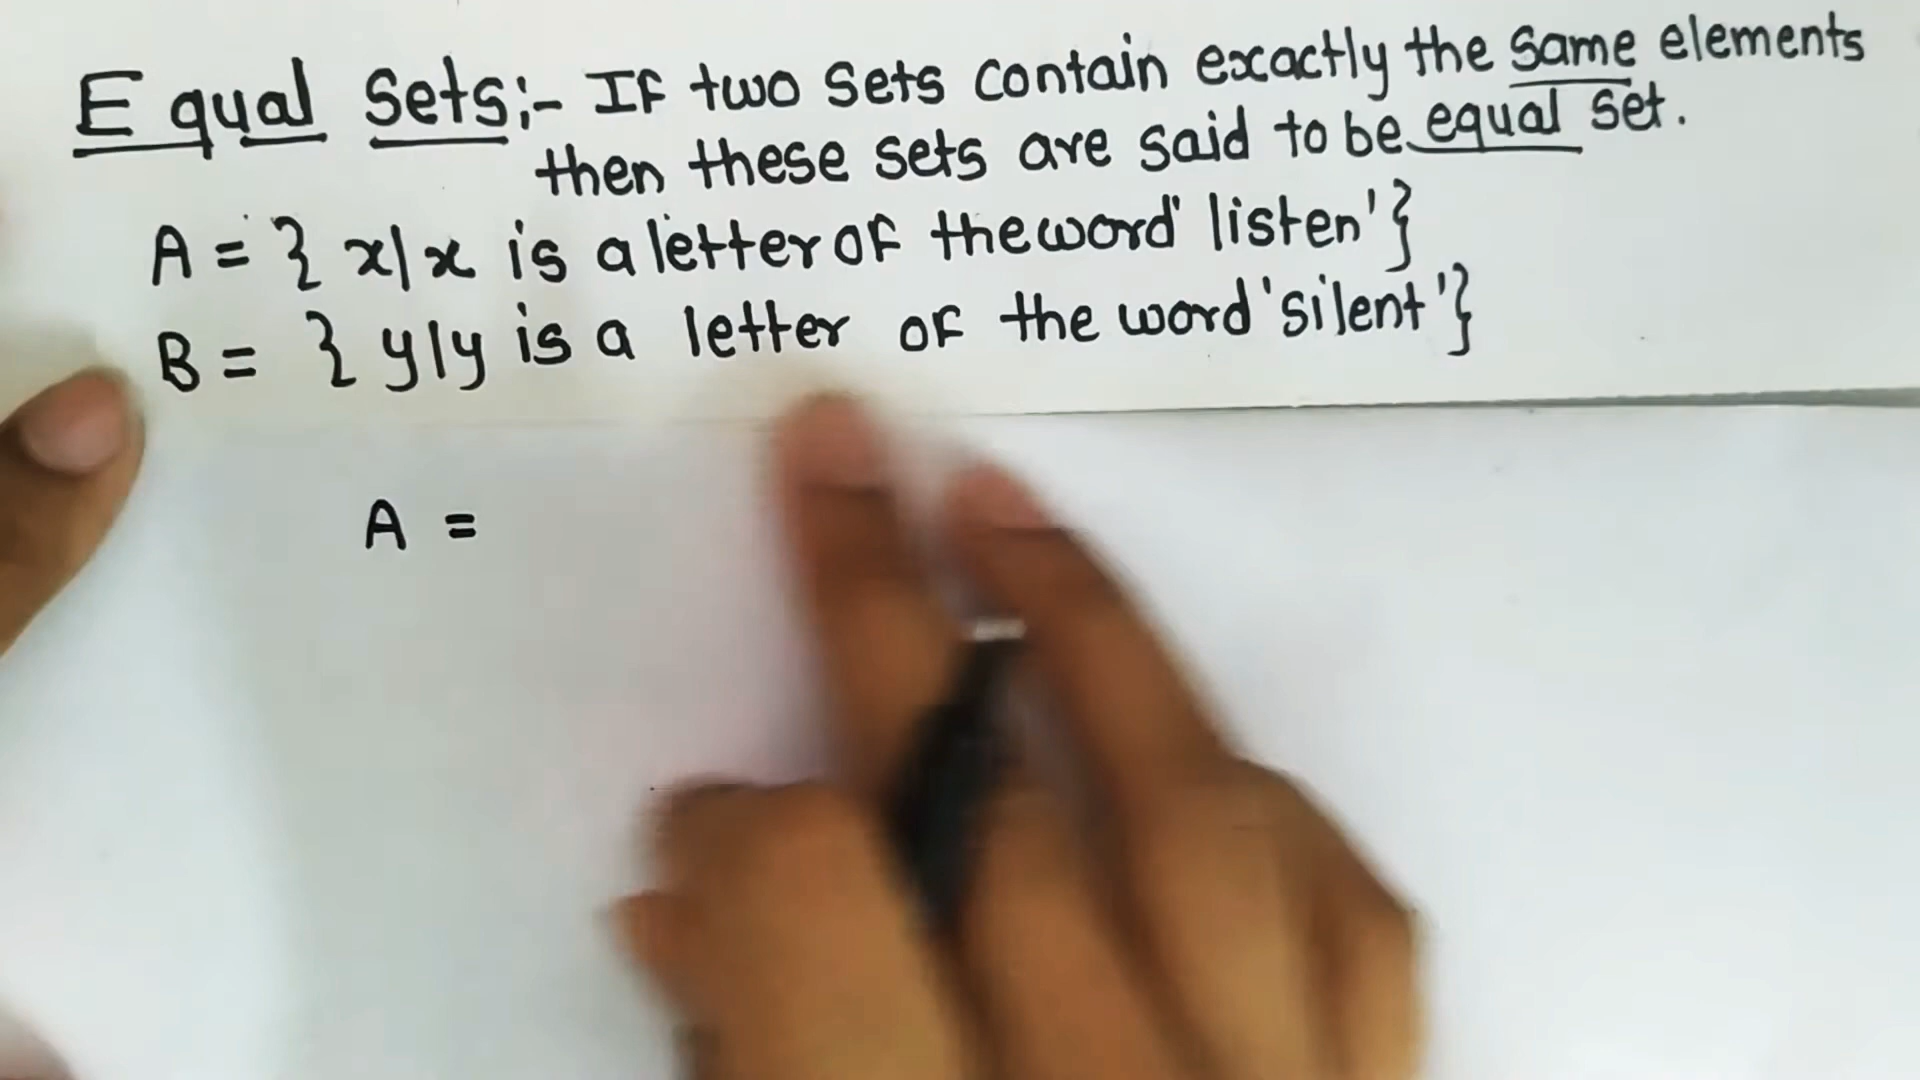 Equal Sets:- If two sets contain exactly the same elements
then these sets are said to be equal set.
A = } x|x is a letter of the word 'listen'}
B = } y|y is a letter of the word 'silent'}
A =